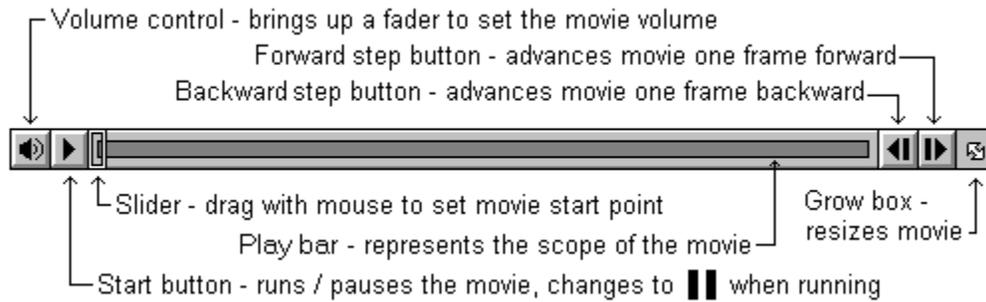 Volume control - brings up a fader to set the movie volume
Forward step button - advances movie one frame forward
Backward step button - advances movie one frame backward
Slider - drag with mouse to set movie start point
Grow box -
resizes movie
Play bar - represents the scope of the movie
Start button - runs / pauses the movie, changes to ▌▌ when running